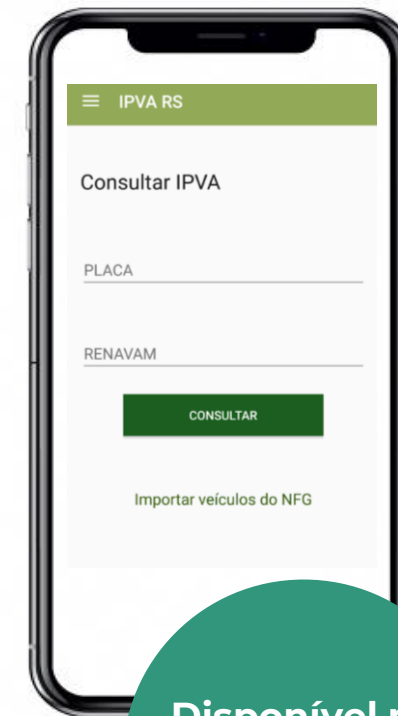 IPVA RS
Consultar IPVA
PLACA
RENAVAM
CONSULTAR
Importar veículos do NFG
Disponível